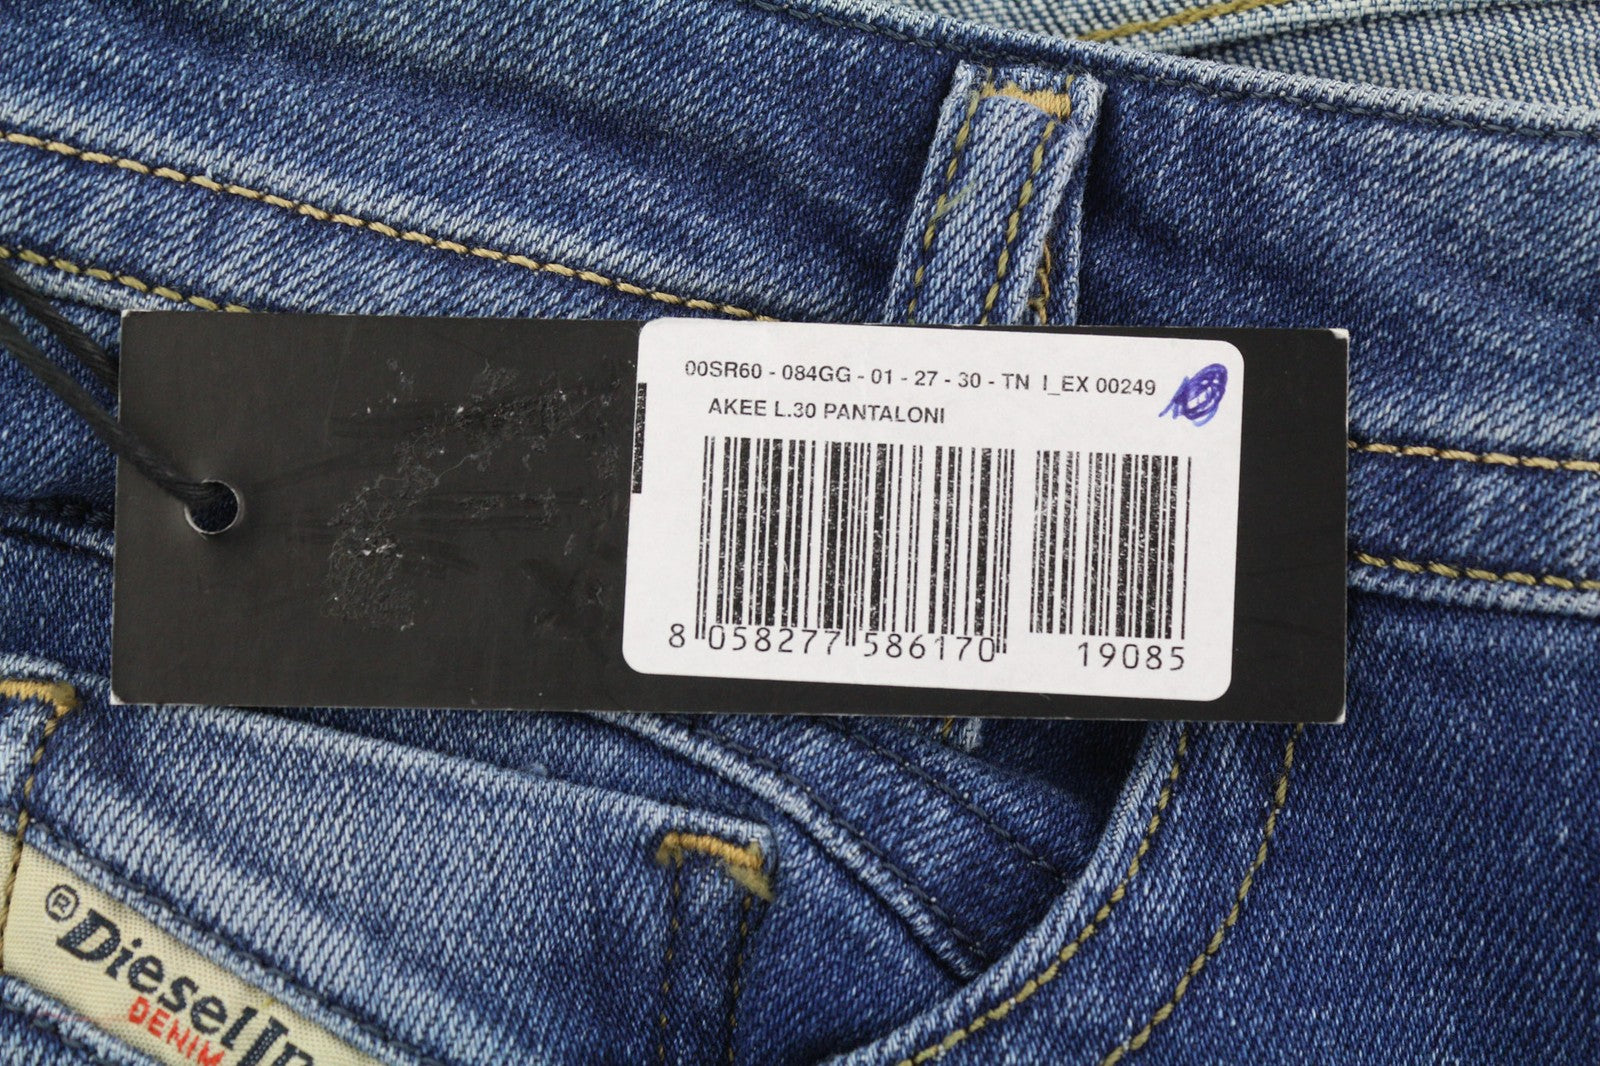 00SR60 - 084GG - 01 - 27 - 30 - TN I_EX 00249
AKEE L.30 PANTALONI
8 058277 586170 19085
® Diesel
DENIM